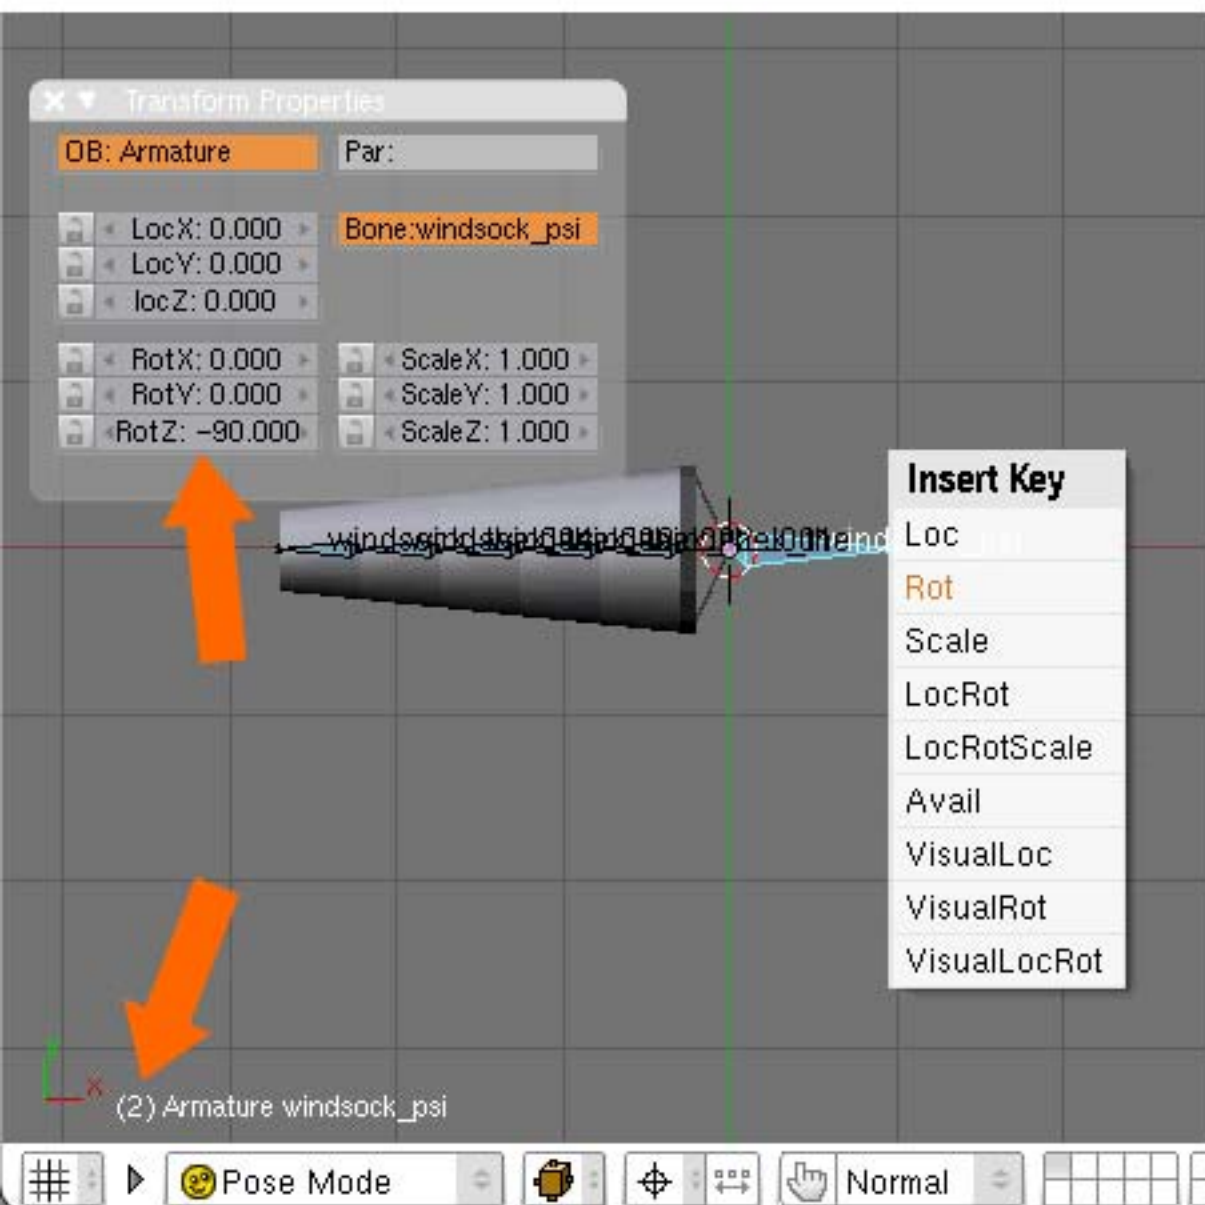 Transform Properties
OB: Armature
Par:
LocX: 0.000
Bone:windsock_psi
LocY: 0.000
locZ: 0.000
RotX: 0.000
ScaleX: 1.000
RotY: 0.000
ScaleY: 1.000
RotZ: -90.000
ScaleZ: 1.000
Insert Key
Loc
Rot
Scale
LocRot
LocRotScale
Avail
VisualLoc
VisualRot
VisualLocRot
y
x
(2) Armature windsock_psi
Pose Mode
Normal